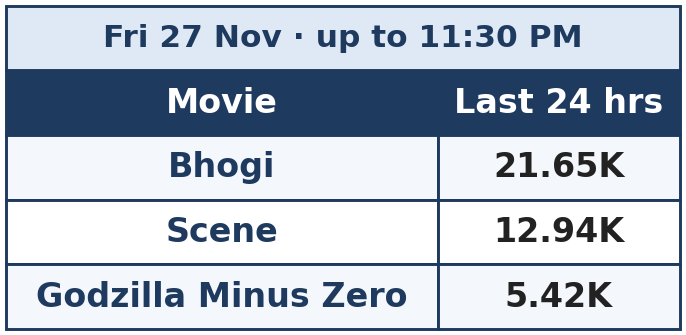 Fri 27 Nov · up to 11:30 PM
Movie Last 24 hrs
Bhogi 21.65K
Scene 12.94K
Godzilla Minus Zero 5.42K